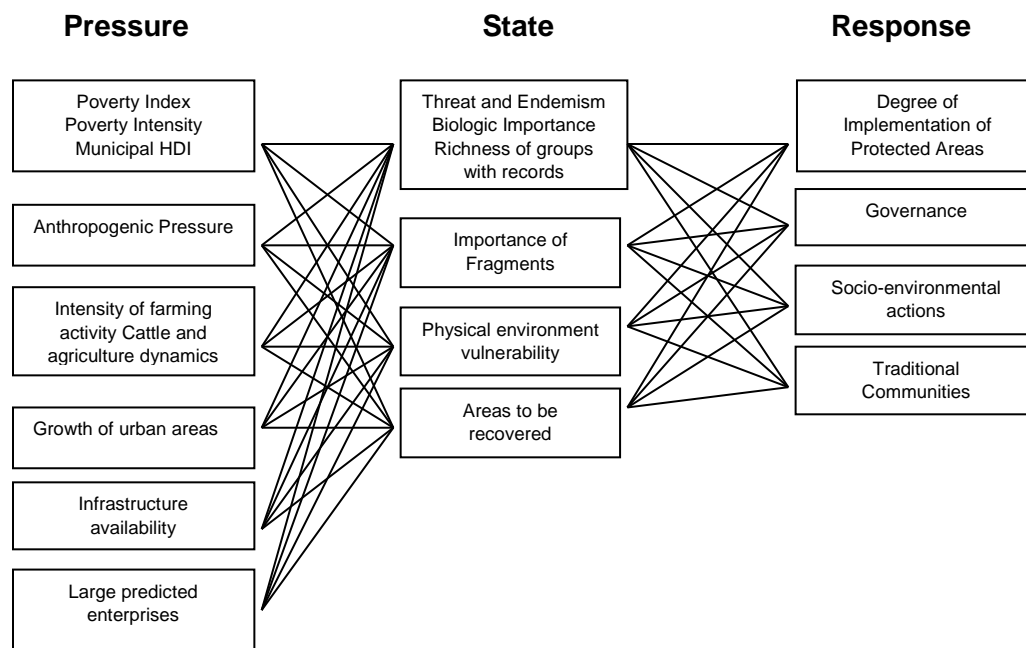 Pressure
State
Response
Poverty Index
Poverty Intensity
Municipal HDI
Anthropogenic Pressure
Intensity of farming
activity Cattle and
agriculture dynamics
Growth of urban areas
Infrastructure
availability
Large predicted
enterprises
Threat and Endemism
Biologic Importance
Richness of groups
with records
Importance of
Fragments
Physical environment
vulnerability
Areas to be
recovered
Degree of
Implementation of
Protected Areas
Governance
Socio-environmental
actions
Traditional
Communities